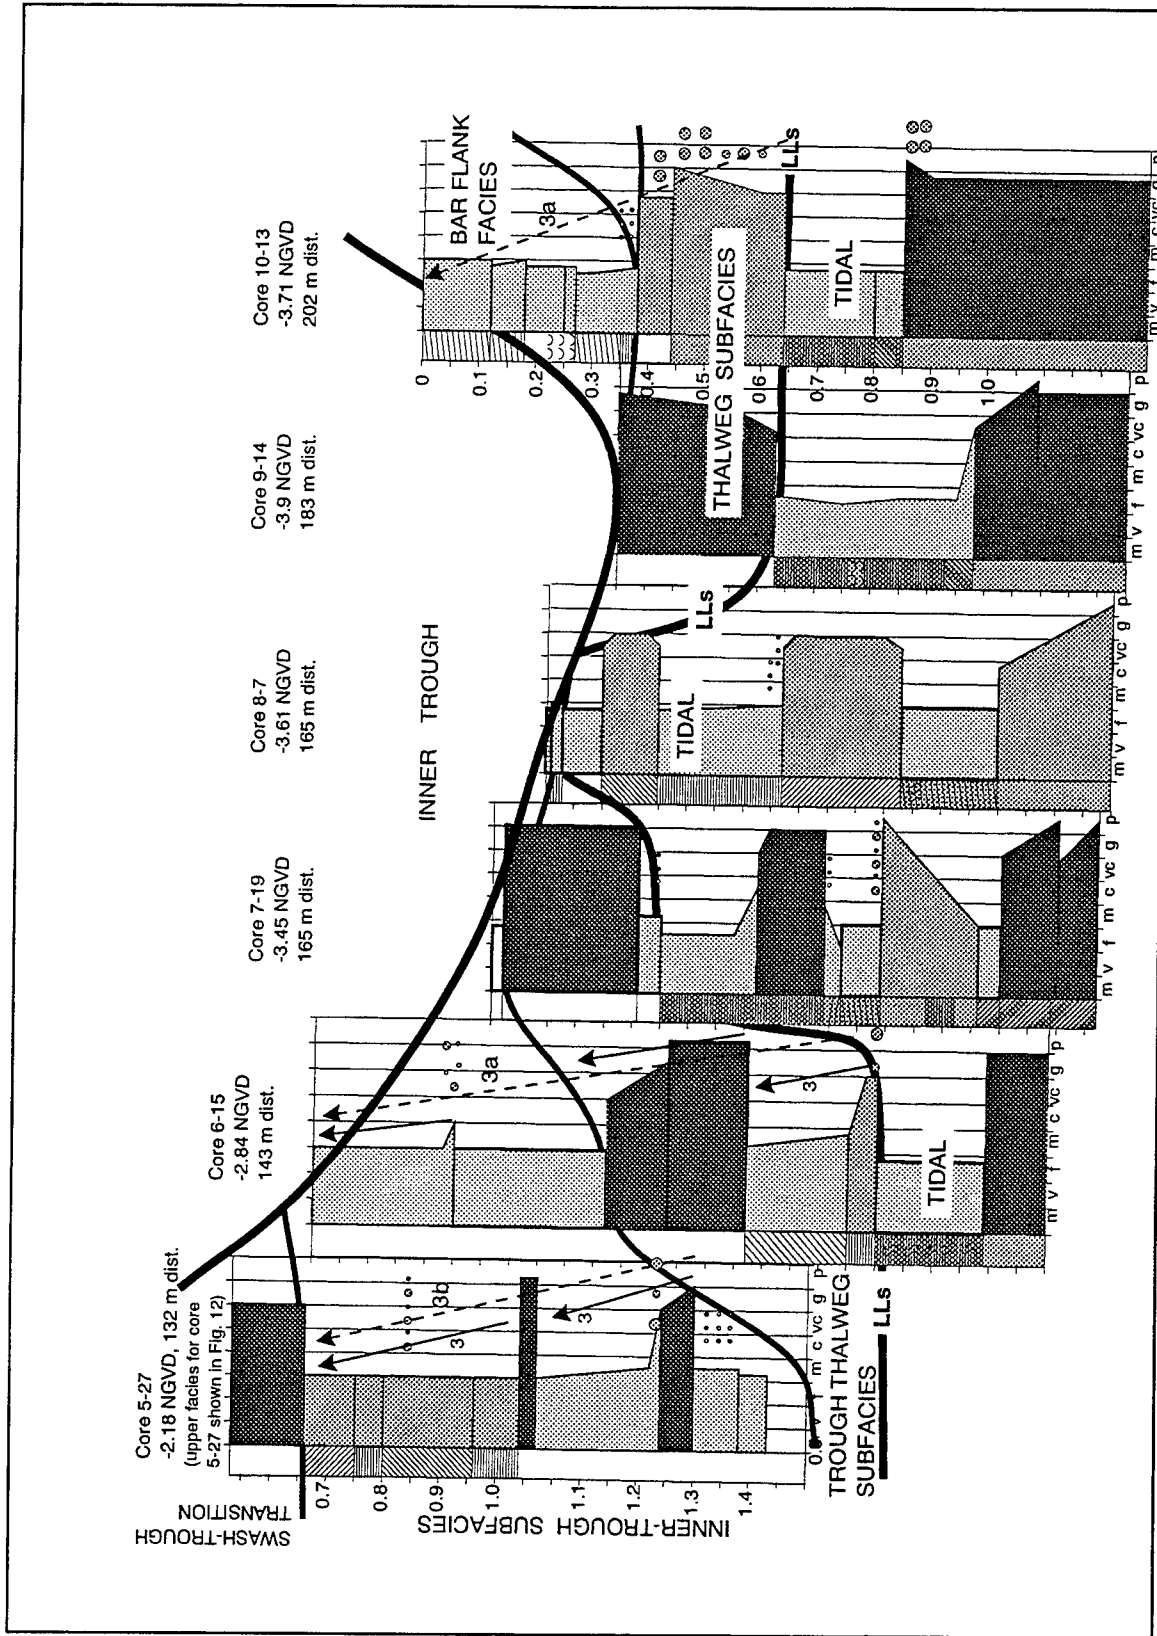 Core 5-27
-2.18 NGVD, 132 m dist.
(upper facies for core
5-27 shown in Fig. 12)
Core 6-15
-2.84 NGVD
143 m dist.
Core 7-19
-3.45 NGVD
165 m dist.
Core 8-7
-3.61 NGVD
165 m dist.
Core 9-14
-3.9 NGVD
183 m dist.
Core 10-13
-3.71 NGVD
202 m dist.
INNER TROUGH
BAR FLANK
FACIES
3a
3a
3b
3
3
3
THALWEG SUBFACIES
LLs
LLs
TIDAL
TIDAL
TIDAL
SWASH-TROUGH
TRANSITION
INNER-TROUGH SUBFACIES
TROUGH THALWEG
SUBFACIES
LLs
0.7
0.8
0.9
1.0
1.1
1.2
1.3
1.4
0
0.1
0.2
0.3
0.4
0.5
0.6
0.7
0.8
0.9
1.0
m c vc g p
m v f m c vc g p
m v f m c vc g p
m v f m c vc g p
m v f m c vc g p